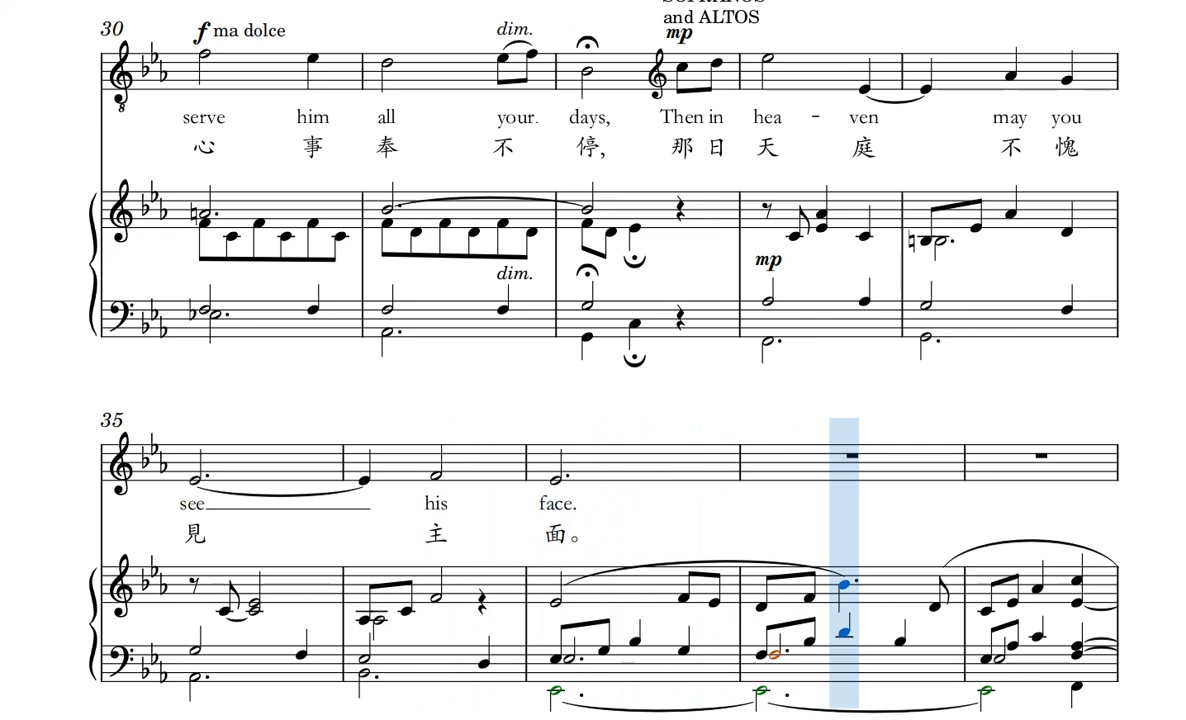 SOPRANOS
and ALTOS
30 f ma dolce dim. mp
serve him all your. days, Then in hea - ven may you
心 事 奉 不 停, 那 日 天 庭 不 愧
mp
dim.
35
see his face.
見 主 面。